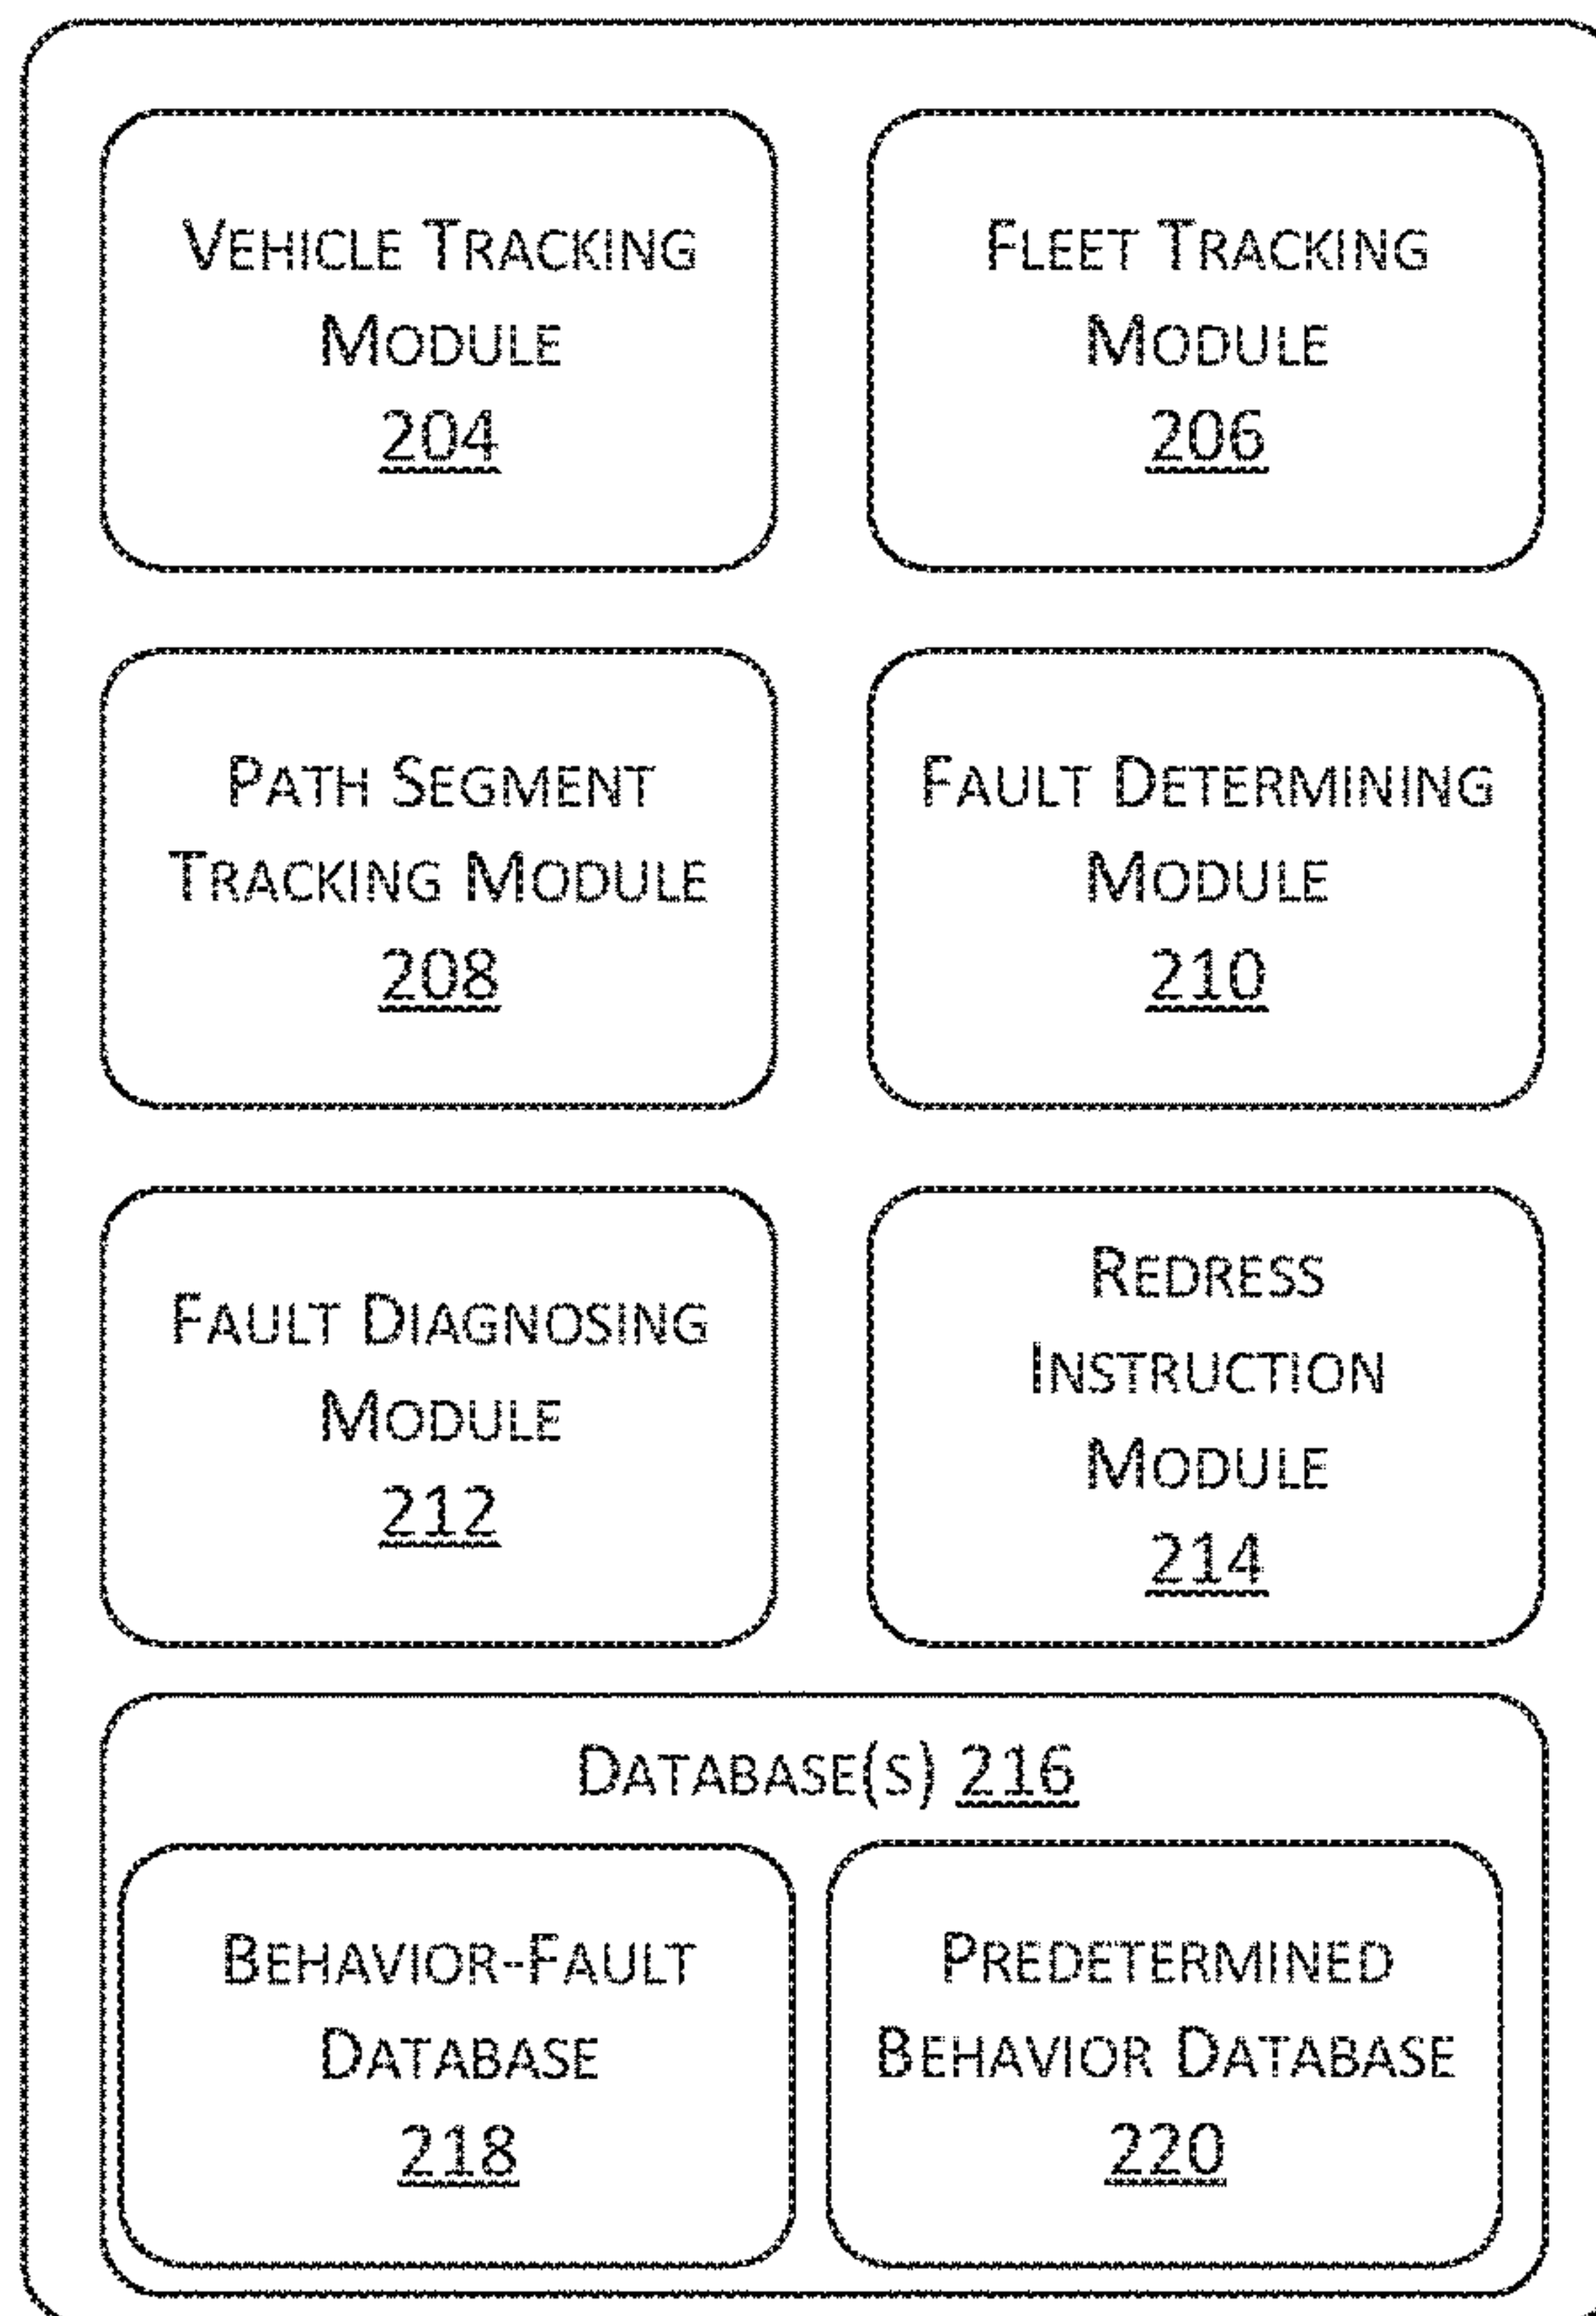 VEHICLE TRACKING
MODULE
204
FLEET TRACKING
MODULE
206
PATH SEGMENT
TRACKING MODULE
208
FAULT DETERMINING
MODULE
210
FAULT DIAGNOSING
MODULE
212
REDRESS
INSTRUCTION
MODULE
214
DATABASE(S) 216
BEHAVIOR-FAULT
DATABASE
218
PREDETERMINED
BEHAVIOR DATABASE
220